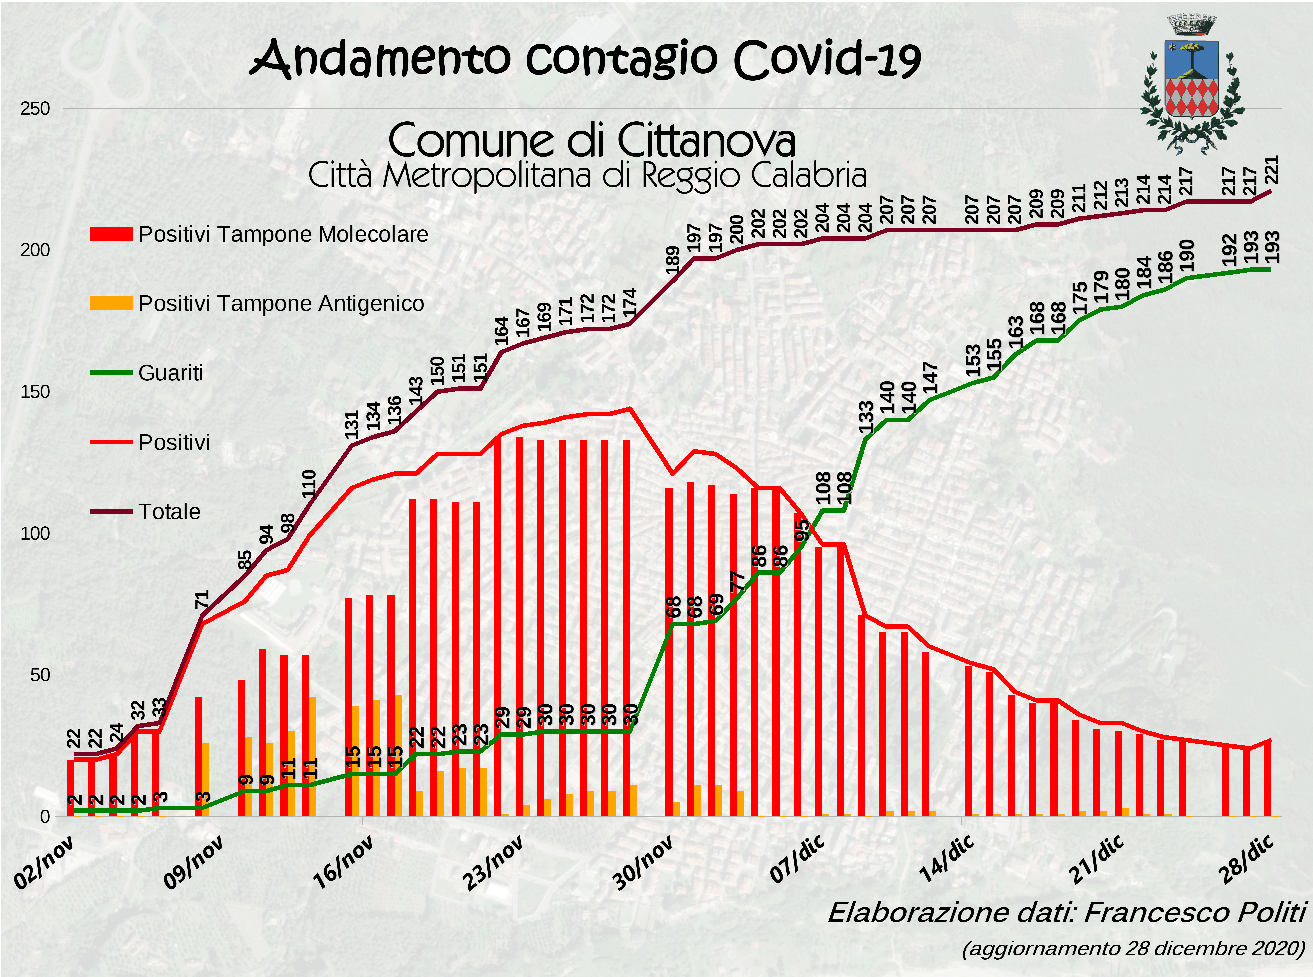 Andamento contagio Covid-19
250
Comune di Cittanova
Città Metropolitana di Reggio Calabria
Positivi Tampone Molecolare
200
Positivi Tampone Antigenico
Guariti
150
Positivi
Totale
100
50
0
22 22 24 32 33 71 85 94 98 110 131 134 136 143 150 151 151 164 167 169 171 172 172 174 189 197 197 200 202 202 202 204 204 204 207 207 207 207 207 207 209 209 211 212 213 214 214 217 217 217 221
2 2 2 2 3 3 9 9 11 11 15 15 15 22 22 23 23 29 29 30 30 30 30 30 68 68 69 77 86 86 95 108 108 133 140 140 147 153 155 163 168 168 175 179 180 184 186 190 192 193 193
02/nov 09/nov 16/nov 23/nov 30/nov 07/dic 14/dic 21/dic 28/dic
Elaborazione dati: Francesco Politi
(aggiornamento 28 dicembre 2020)